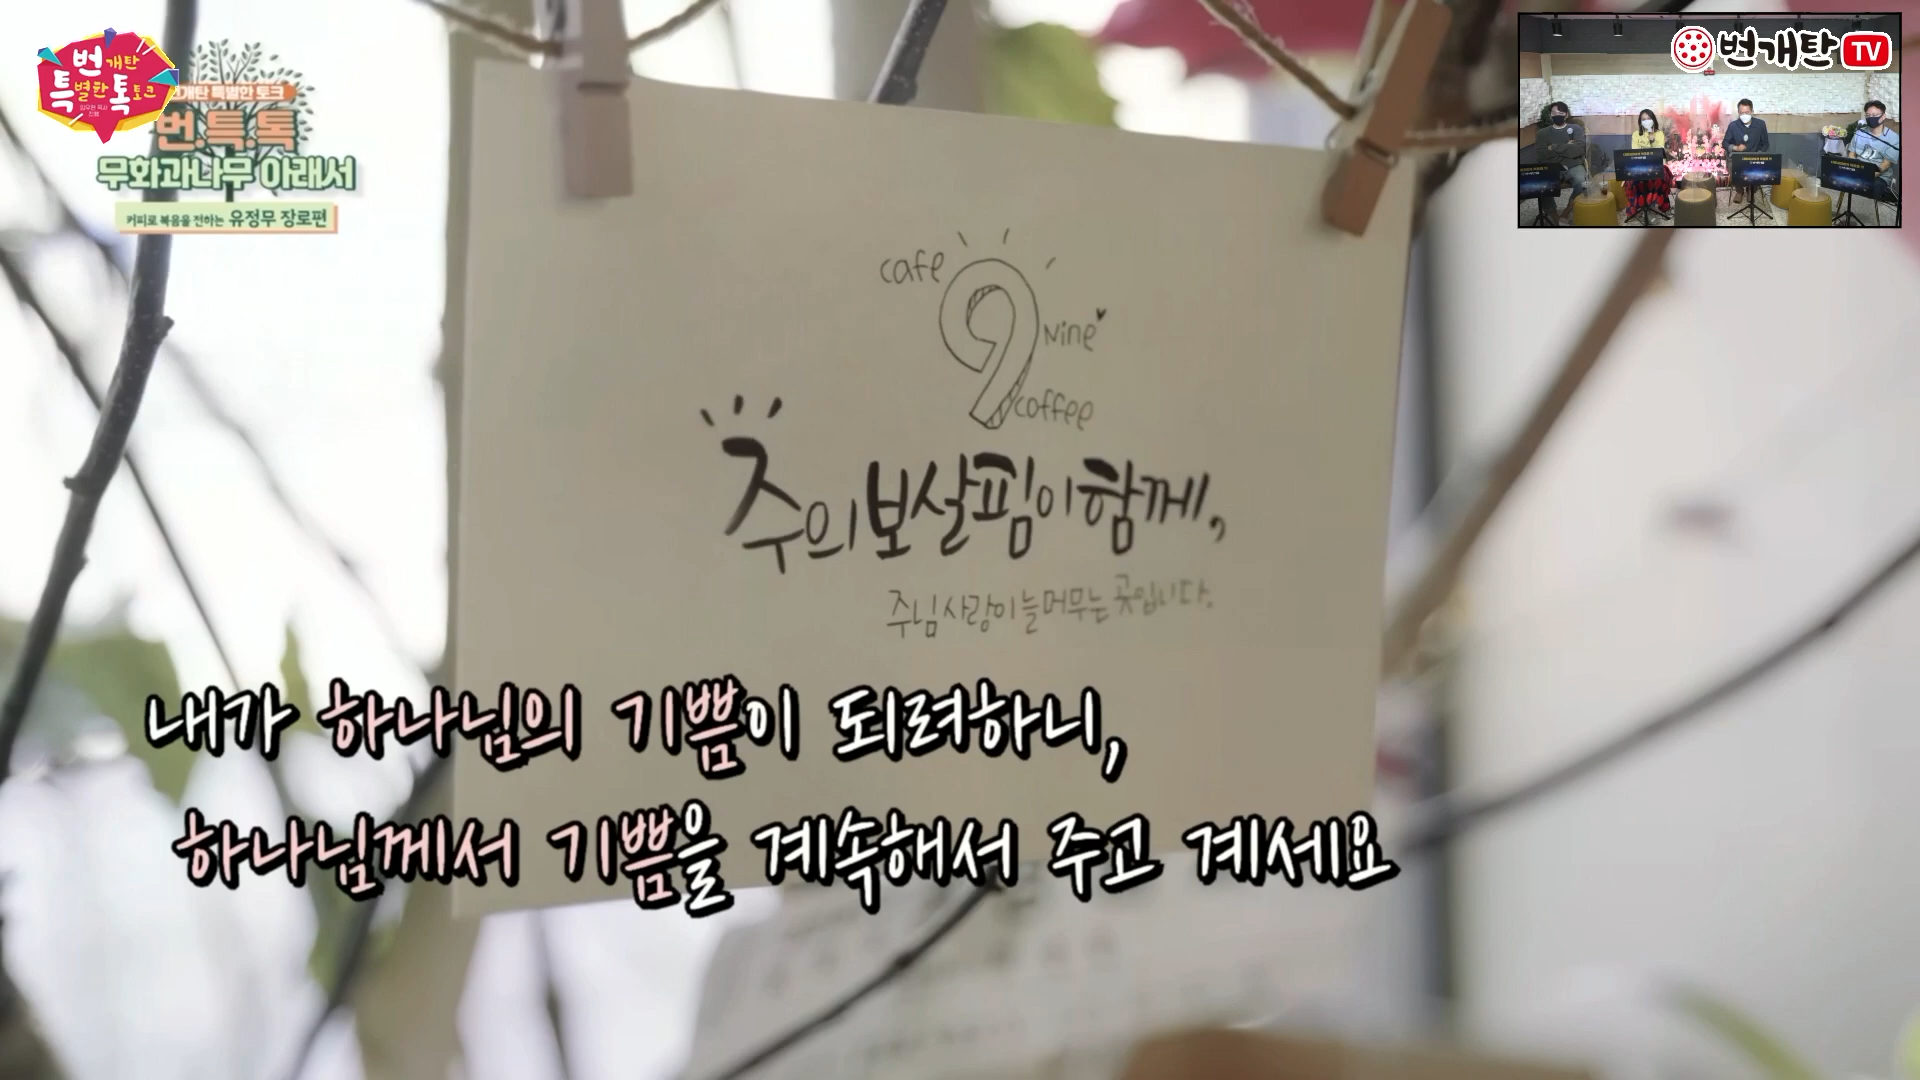 번개탄
특별한 톡토크
개탄 특별한 토크
번.특.톡
무화과나무 아래서
커피로 복음을 전하는 유정무 장로편
번개탄 TV
cafe
9
Nine
coffee
주의 보살핌이 함께,
주님 사랑이 늘 머무는 곳입니다.
내가 하나님의 기쁨이 되려하니,
하나님께서 기쁨을 계속해서 주고 계세요